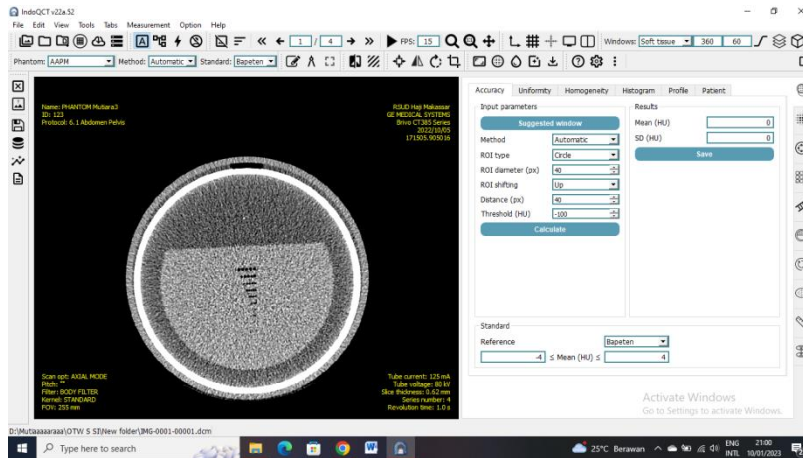 IndoQCT v22a.52
File Edit View Tools Tabs Measurement Option Help
1 / 4 FPS: 15 Windows: Soft tissue 360 60
Phantom: AAPM Method: Automatic Standard: Bapeten
Name: PHANTOM Mutiara3
ID: 123
Protocol: 6.1 Abdomen Pelvis
RSUD Haji Makassar
GE MEDICAL SYSTEMS
Brivo CT385 Series
2022/10/05
171505.905016
Scan opt: AXIAL MODE
Pitch: ""
Filter: BODY FILTER
Kernel: STANDARD
FOV: 255 mm
Tube current: 125 mA
Tube voltage: 80 kV
Slice thickness: 0.62 mm
Series number: 4
Revolution time: 1.0 s
Accuracy Uniformity Homogeneity Histogram Profile Patient
Input parameters
Suggested window
Method Automatic
ROI type Circle
ROI diameter (px) 40
ROI shifting Up
Distance (px) 40
Threshold (HU) -100
Calculate
Results
Mean (HU) 0
SD (HU) 0
Save
Standard
Reference Bapeten
-4 ≤ Mean (HU) ≤ 4
Activate Windows
Go to Settings to activate Windows.
D:\Mutiaaaaaraaa\OTW S SI\New folder\IMG-0001-00001.dcm
Type here to search
25°C Berawan
ENG
INTL
21:00
10/01/2023